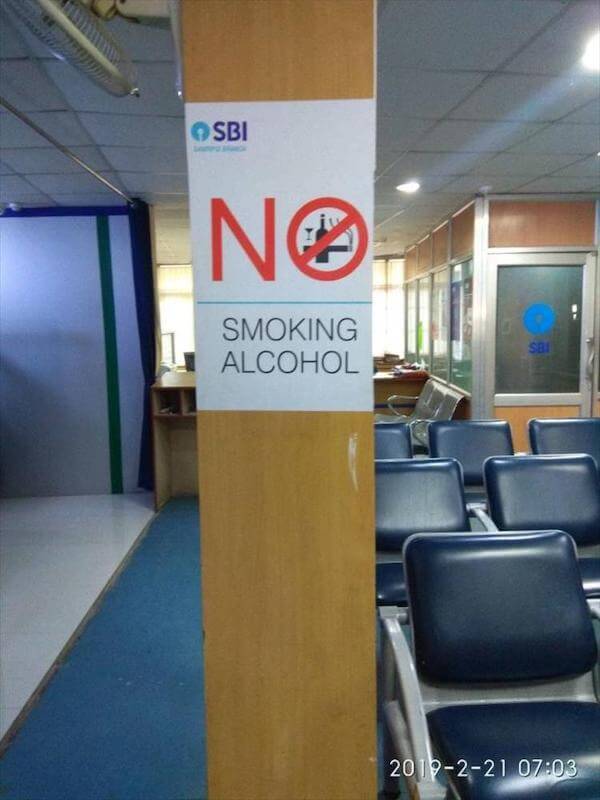 SBI
NO
SMOKING
ALCOHOL
SBI
2019-2-21 07:03